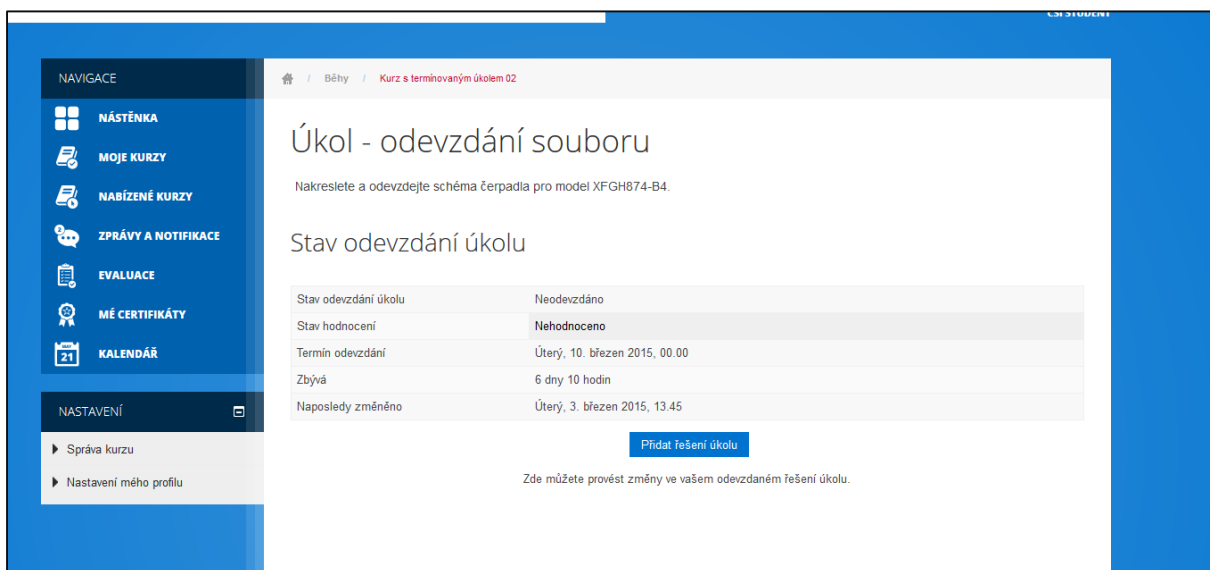 ČŠI STUDENT
NAVIGACE
NÁSTĚNKA
MOJE KURZY
NABÍZENÉ KURZY
2
ZPRÁVY A NOTIFIKACE
EVALUACE
MÉ CERTIFIKÁTY
21
KALENDÁŘ
NASTAVENÍ
Správa kurzu
Nastavení mého profilu
/ Běhy / Kurz s termínovaným úkolem 02
Úkol - odevzdání souboru
Nakreslete a odevzdejte schéma čerpadla pro model XFGH874-B4.
Stav odevzdání úkolu
Stav odevzdání úkolu Neodevzdáno
Stav hodnocení Nehodnoceno
Termín odevzdání Úterý, 10. březen 2015, 00.00
Zbývá 6 dny 10 hodin
Naposledy změněno Úterý, 3. březen 2015, 13.45
Přidat řešení úkolu
Zde můžete provést změny ve vašem odevzdaném řešení úkolu.